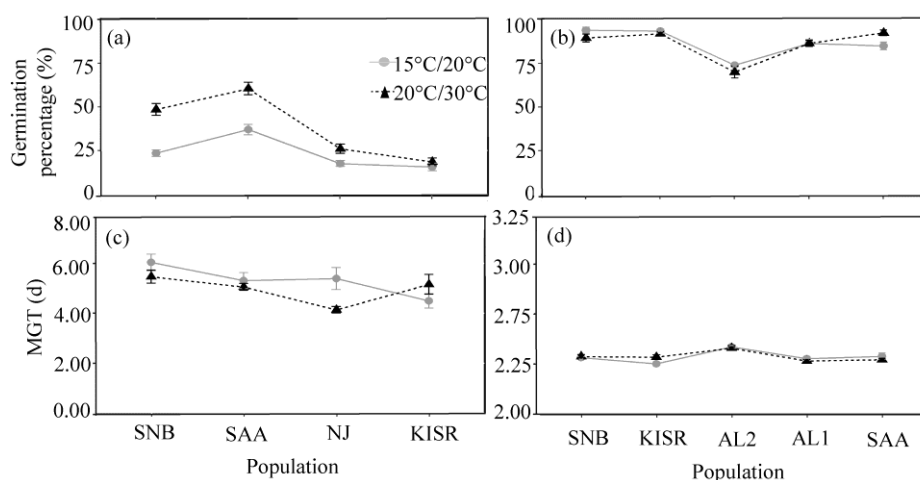 (a)
(b)
100
75
50
25
0
100
75
50
25
0
Germination
percentage (%)
15°C/20°C
20°C/30°C
(c)
(d)
8.00
6.00
4.00
2.00
0.00
3.25
3.00
2.75
2.25
2.00
MGT (d)
SNB SAA NJ KISR
SNB KISR AL2 AL1 SAA
Population
Population